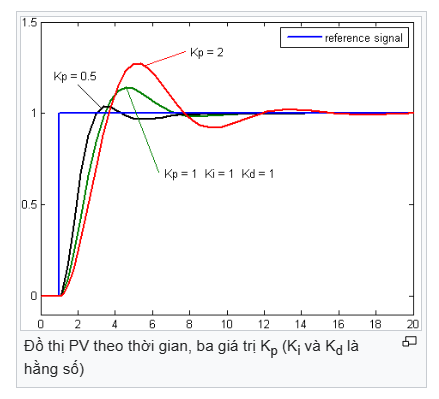 1.5
reference signal
Kp = 2
Kp = 0.5
1
Kp = 1 Ki = 1 Kd = 1
0.5
0
0 2 4 6 8 10 12 14 16 18 20
Đồ thị PV theo thời gian, ba giá trị Kp (Ki và Kd là
hằng số)